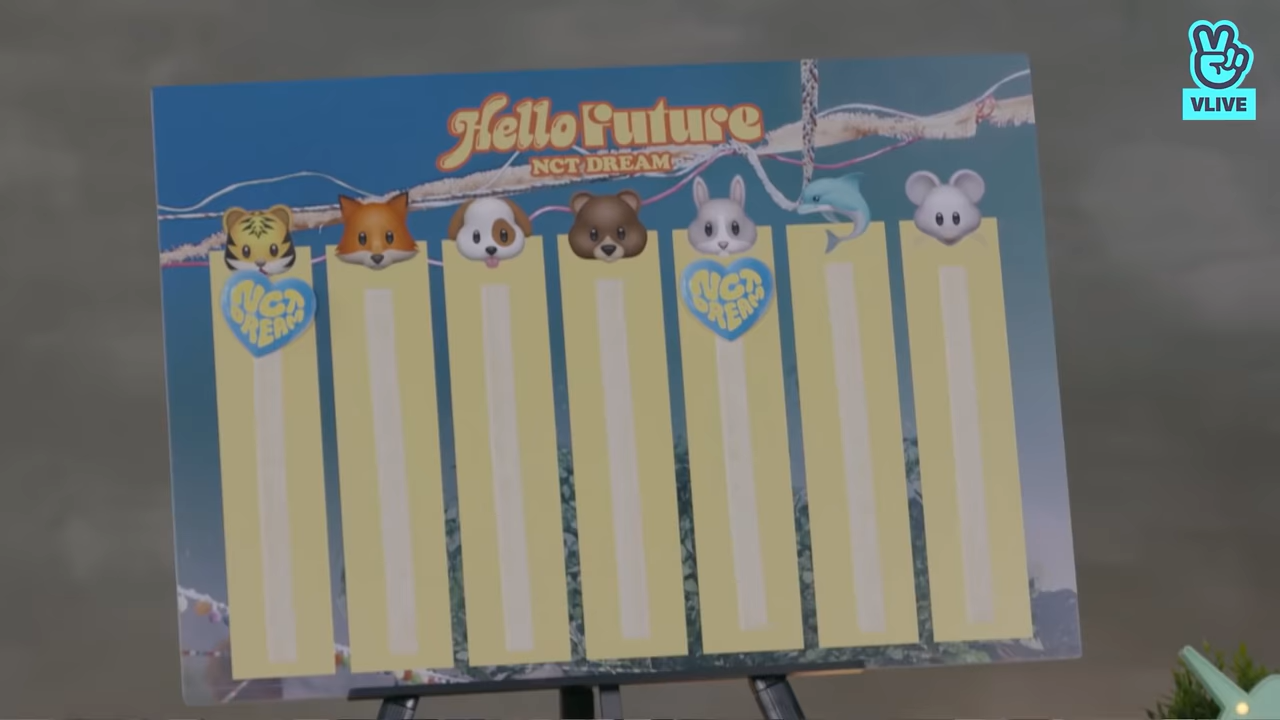 VLIVE
Hello Future
NCT DREAM
NCT
DREAM
NCT
DREAM